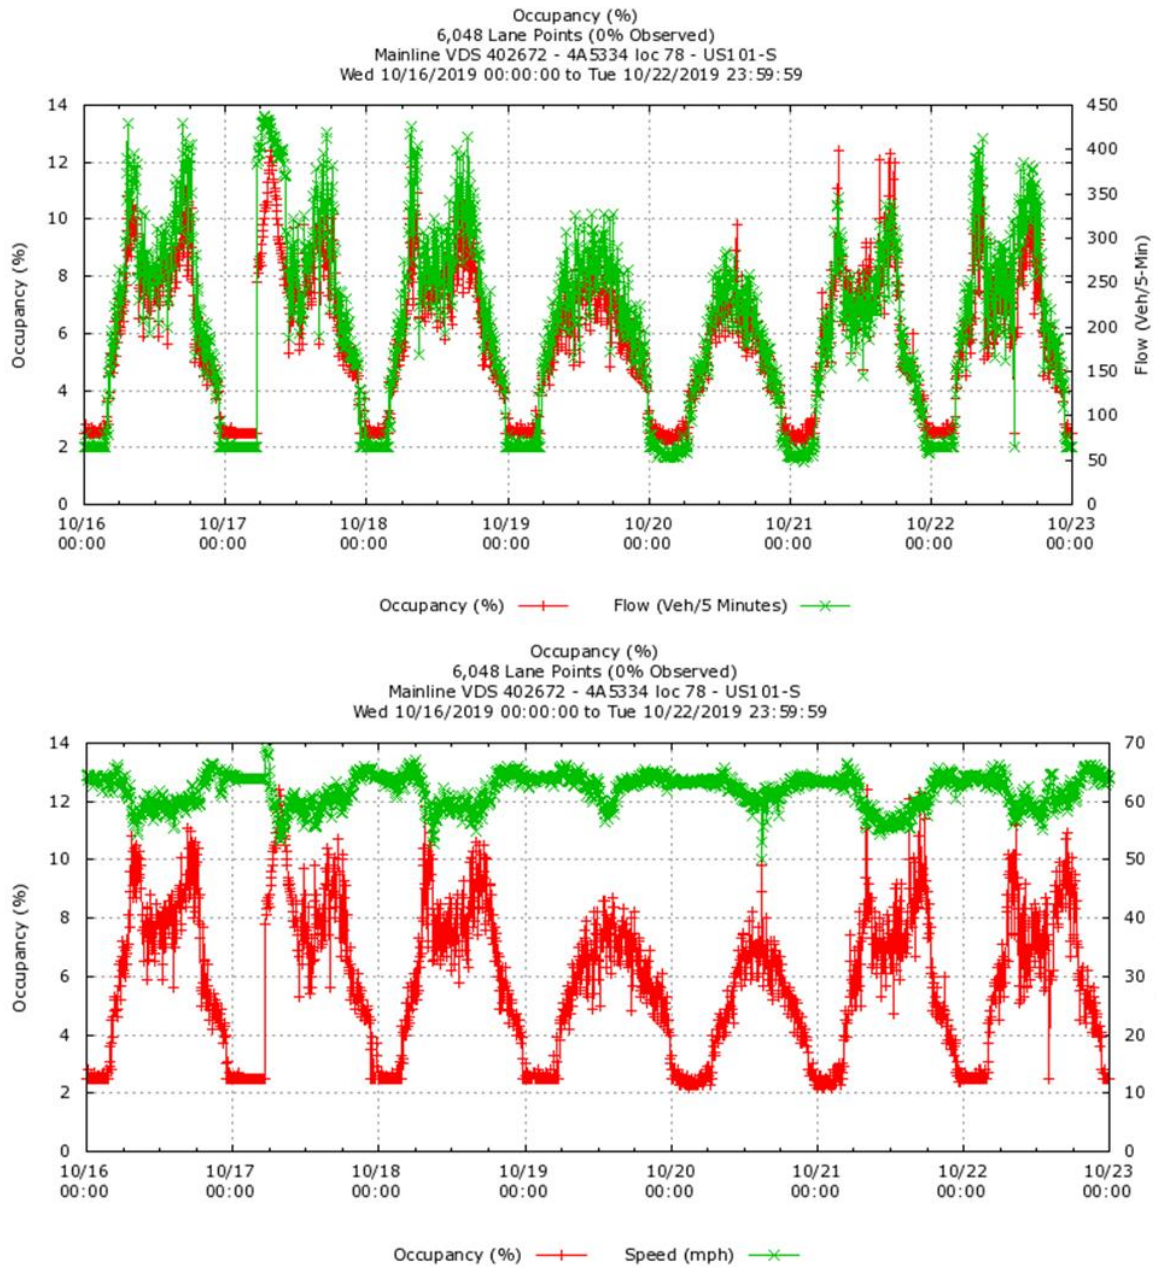 Occupancy (%)
6,048 Lane Points (0% Observed)
Mainline VDS 402672 - 4A5334 loc 78 - US101-S
Wed 10/16/2019 00:00:00 to Tue 10/22/2019 23:59:59
14
12
10
8
6
4
2
0
Occupancy (%)
450
400
350
300
250
200
150
100
50
0
Flow (Veh/5-Min)
10/16 10/17 10/18 10/19 10/20 10/21 10/22 10/23
00:00 00:00 00:00 00:00 00:00 00:00 00:00 00:00
Occupancy (%) Flow (Veh/5 Minutes)
Occupancy (%)
6,048 Lane Points (0% Observed)
Mainline VDS 402672 - 4A5334 loc 78 - US101-S
Wed 10/16/2019 00:00:00 to Tue 10/22/2019 23:59:59
14
12
10
8
6
4
2
0
Occupancy (%)
70
60
50
40
30
20
10
0
10/16 10/17 10/18 10/19 10/20 10/21 10/22 10/23
00:00 00:00 00:00 00:00 00:00 00:00 00:00 00:00
Occupancy (%) Speed (mph)